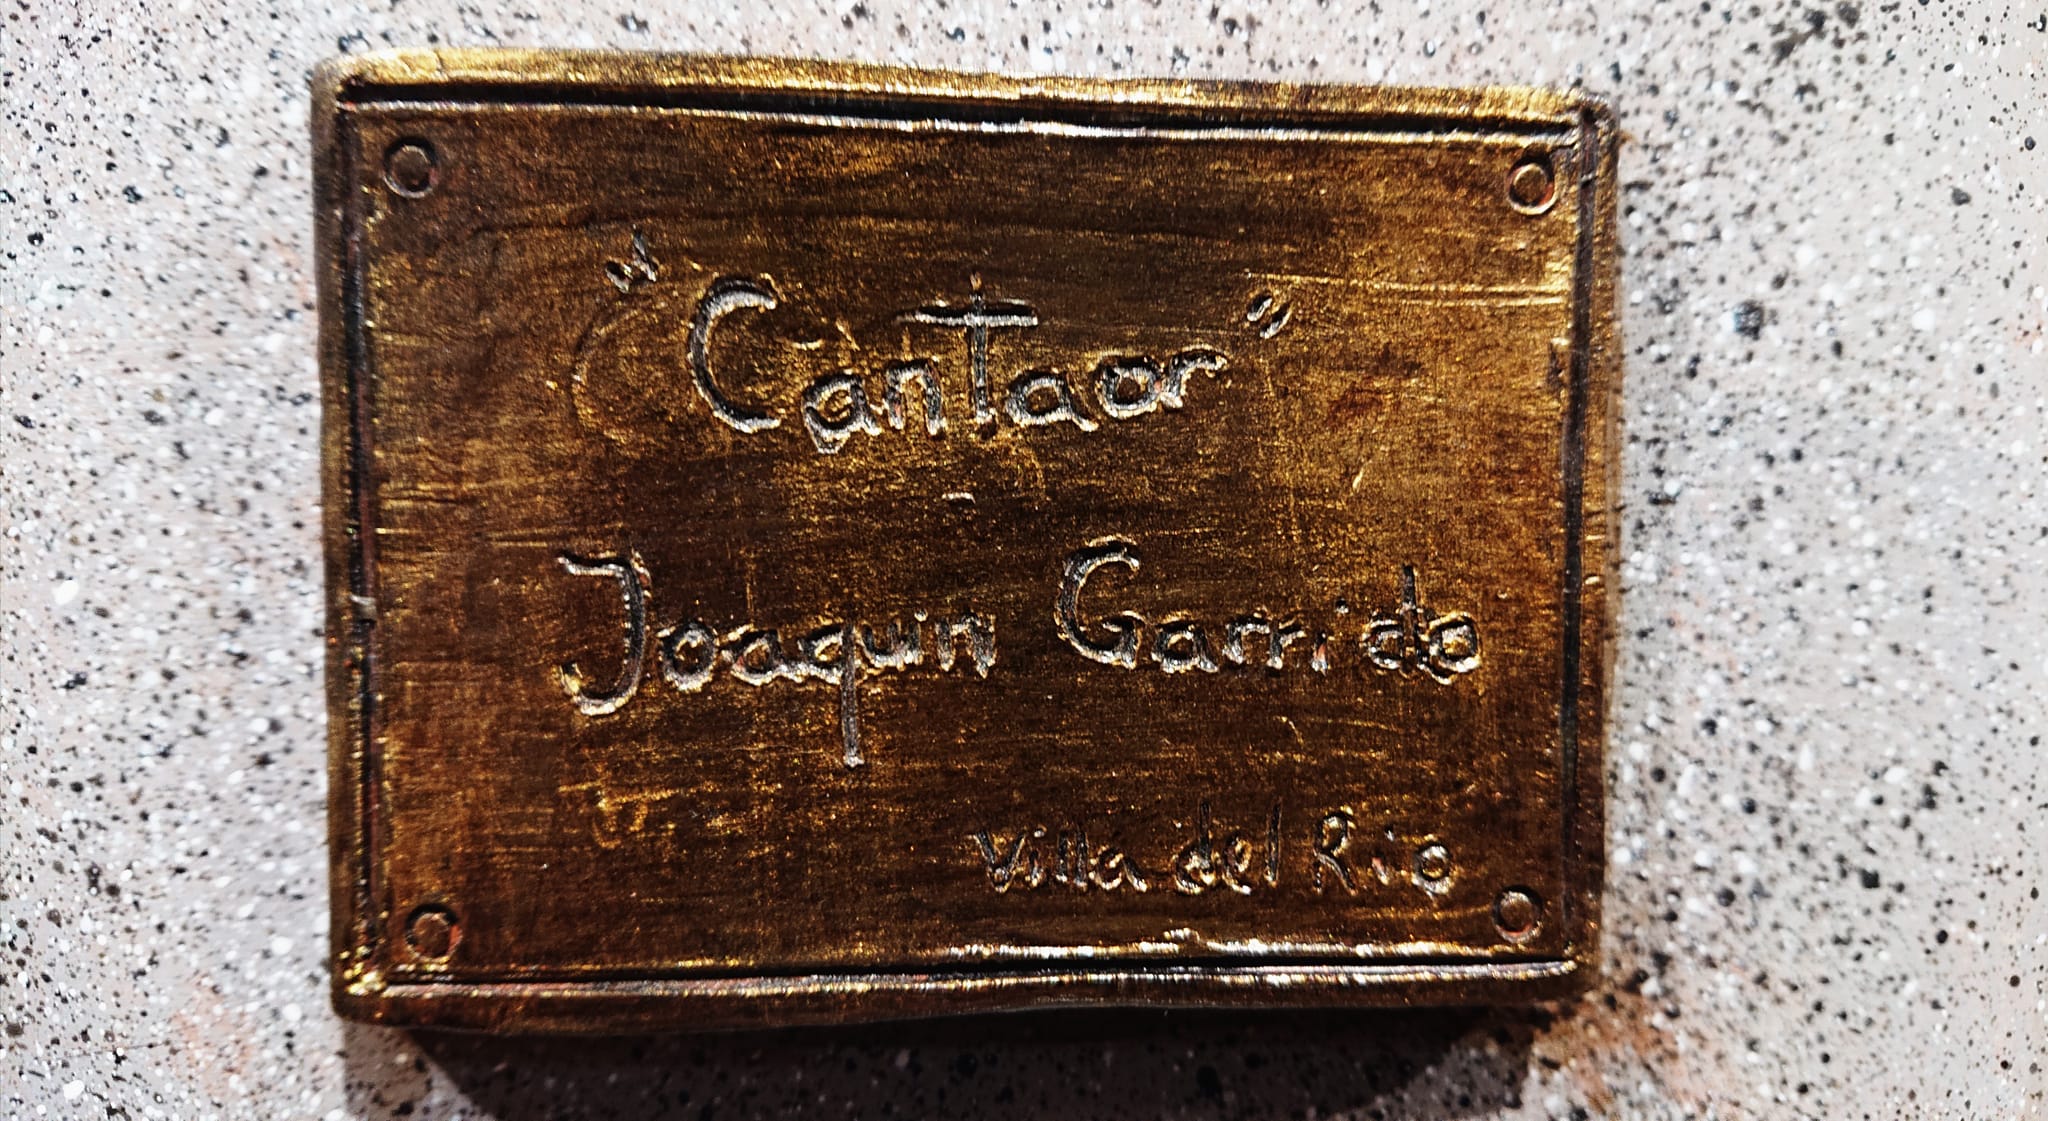 "Cantaor"
Joaquin Garrido
Villa del Rio